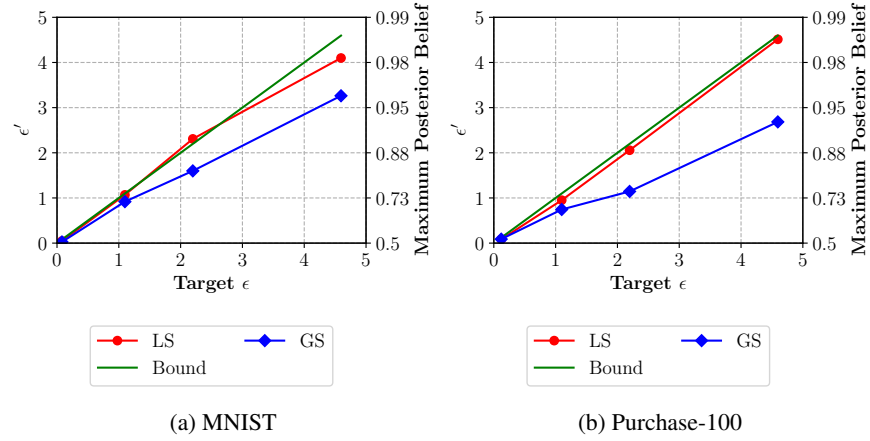 5
4
3
2
1
0
ϵ′
0.99
0.98
0.95
0.88
0.73
0.5
Maximum Posterior Belief
0 1 2 3 4 5
Target ϵ
LS GS
Bound
(a) MNIST
5
4
3
2
1
0
ϵ′
0.99
0.98
0.95
0.88
0.73
0.5
Maximum Posterior Belief
0 1 2 3 4 5
Target ϵ
LS GS
Bound
(b) Purchase-100